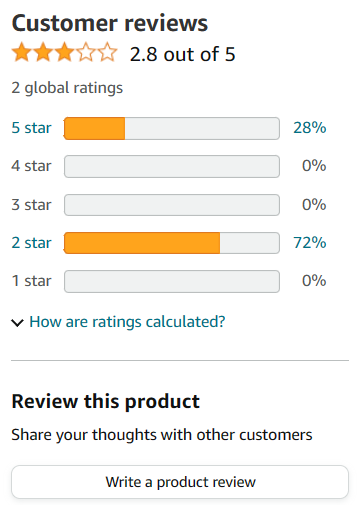 Customer reviews
2.8 out of 5
2 global ratings
5 star 28%
4 star 0%
3 star 0%
2 star 72%
1 star 0%
How are ratings calculated?
Review this product
Share your thoughts with other customers
Write a product review